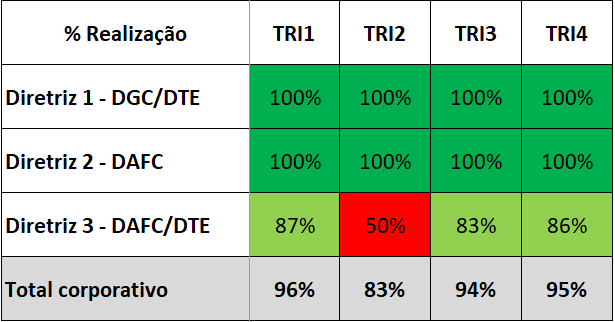 % Realização TRI1 TRI2 TRI3 TRI4
Diretriz 1 - DGC/DTE 100% 100% 100% 100%
Diretriz 2 - DAFC 100% 100% 100% 100%
Diretriz 3 - DAFC/DTE 87% 50% 83% 86%
Total corporativo 96% 83% 94% 95%